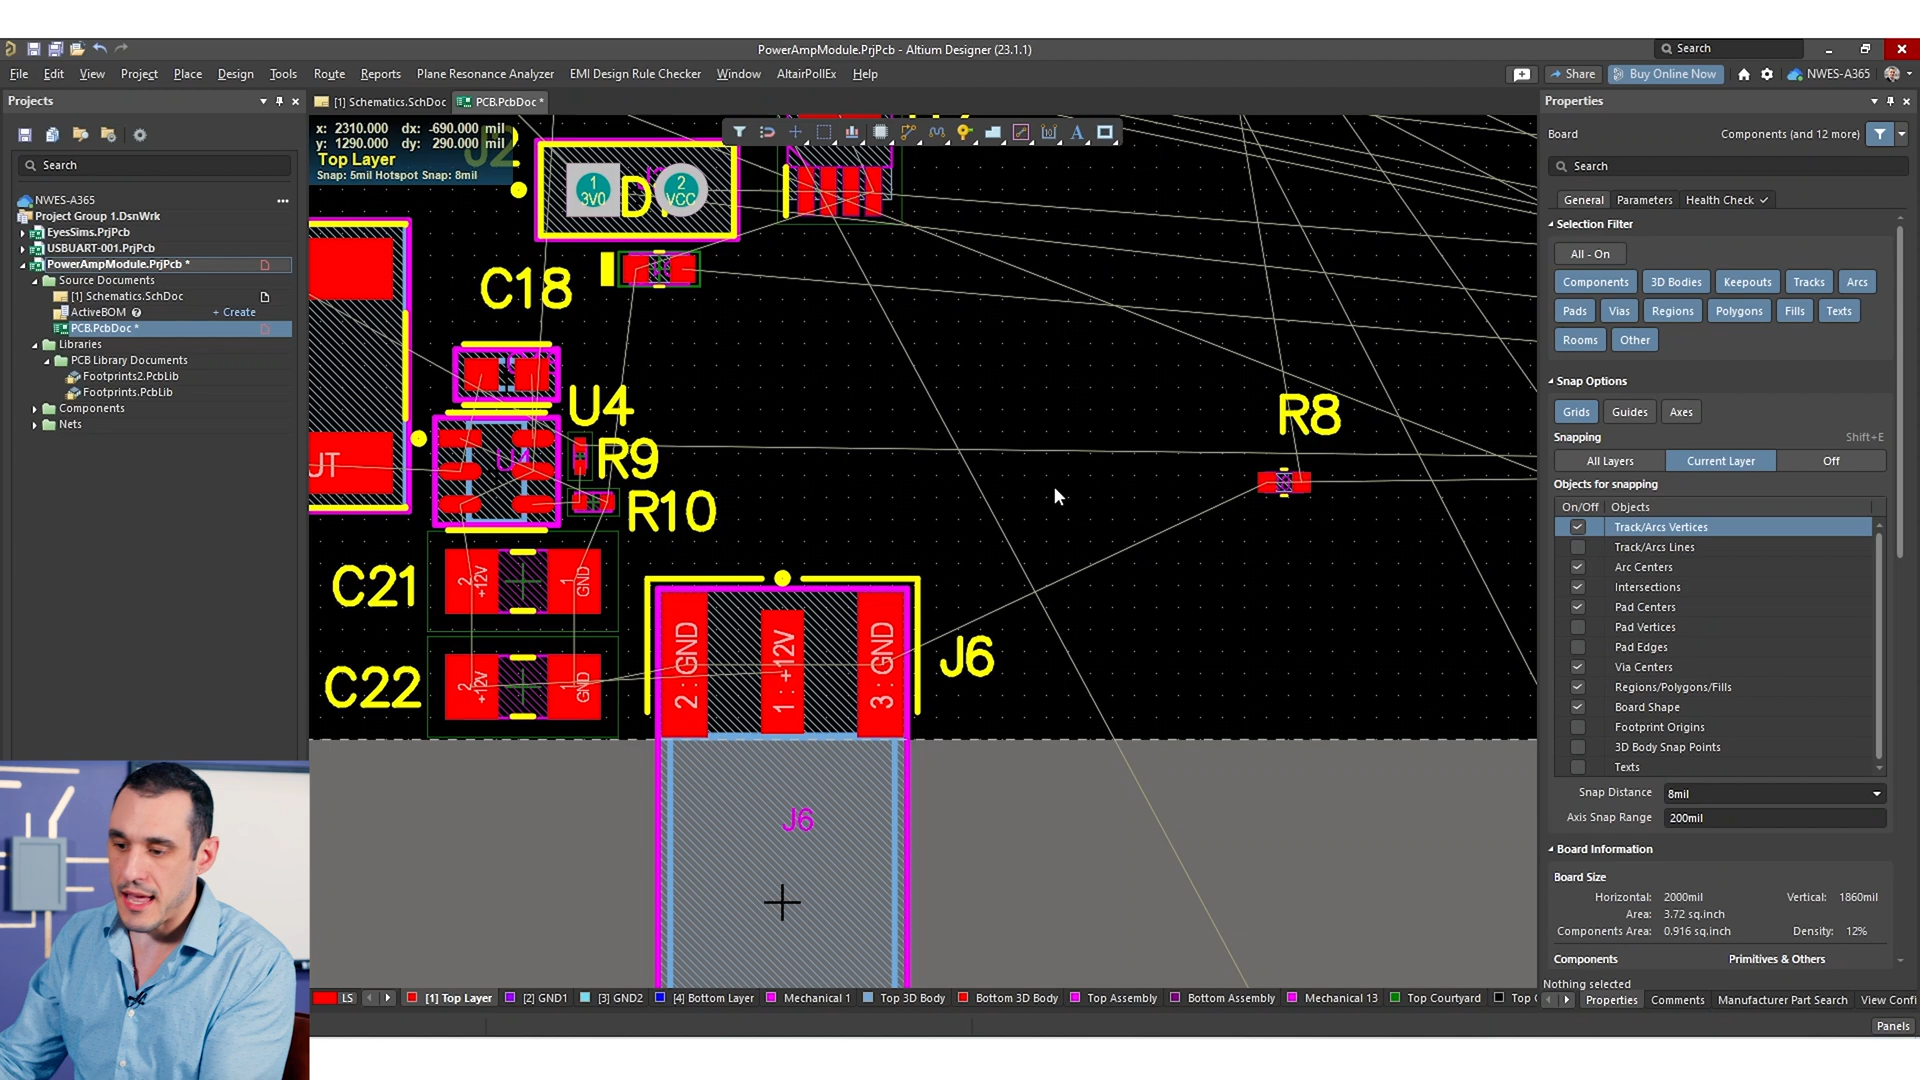 PowerAmpModule.PrjPcb - Altium Designer (23.1.1)
Search
File Edit View Project Place Design Tools Route Reports Plane Resonance Analyzer EMI Design Rule Checker Window AltairPollEx Help
Share
Buy Online Now
NWES-A365
Projects
Search
NWES-A365
Project Group 1.DsnWrk
EyesSims.PrjPcb
USBUART-001.PrjPcb
PowerAmpModule.PrjPcb *
Source Documents
[1] Schematics.SchDoc
ActiveBOM
+ Create
PCB.PcbDoc *
Libraries
PCB Library Documents
Footprints2.PcbLib
Footprints.PcbLib
Components
Nets
[1] Schematics.SchDoc
PCB.PcbDoc *
x: 2310.000 dx: -690.000 mil
y: 1290.000 dy: 290.000 mil
Top Layer
Snap: 5mil Hotspot Snap: 8mil
J2
1
3V0
2
VCC
C18
U4
R9
R10
R8
C21
2
+12V
1
GND
C22
2
+12V
1
GND
J6
2 : GND
1 : +12V
3 : GND
J6
LS
[1] Top Layer
[2] GND1
[3] GND2
[4] Bottom Layer
Mechanical 1
Top 3D Body
Bottom 3D Body
Top Assembly
Bottom Assembly
Mechanical 13
Top Courtyard
Properties
Board
Components (and 12 more)
Search
General
Parameters
Health Check
Selection Filter
All - On
Components 3D Bodies Keepouts Tracks Arcs
Pads Vias Regions Polygons Fills Texts
Rooms Other
Snap Options
Grids Guides Axes
Snapping
Shift+E
All Layers Current Layer Off
Objects for snapping
On/Off Objects
Track/Arcs Vertices
Track/Arcs Lines
Arc Centers
Intersections
Pad Centers
Pad Vertices
Pad Edges
Via Centers
Regions/Polygons/Fills
Board Shape
Footprint Origins
3D Body Snap Points
Texts
Snap Distance 8mil
Axis Snap Range 200mil
Board Information
Board Size
Horizontal: 2000mil Vertical: 1860mil
Area: 3.72 sq.inch
Components Area: 0.916 sq.inch Density: 12%
Components Primitives & Others
Nothing selected
Properties Comments Manufacturer Part Search View Confi
Panels